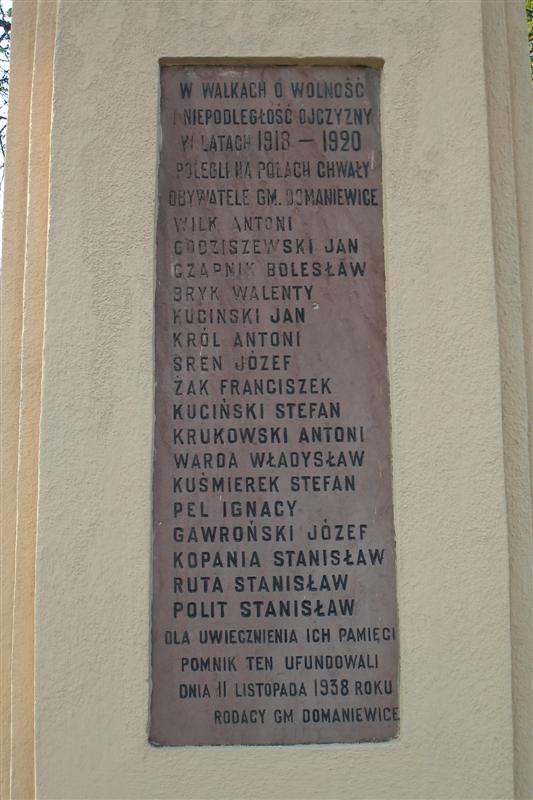 W WALKACH O WOLNOŚĆ
I NIEPODLEGŁOŚĆ OJCZYZNY
W LATACH 1918 – 1920
POLEGLI NA POLACH CHWAŁY
OBYWATELE GM. DOMANIEWICE
WILK ANTONI
GODZISZEWSKI JAN
CZAPNIK BOLESŁAW
BRYK WALENTY
KUCIŃSKI JAN
KRÓL ANTONI
SREN JÓZEF
ŻAK FRANCISZEK
KUCIŃSKI STEFAN
KRUKOWSKI ANTONI
WARDA WŁADYSŁAW
KUŚMIEREK STEFAN
PEL IGNACY
GAWROŃSKI JÓZEF
KOPANIA STANISŁAW
RUTA STANISŁAW
POLIT STANISŁAW
DLA UWIECZNIENIA ICH PAMIĘCI
POMNIK TEN UFUNDOWALI
DNIA 11 LISTOPADA 1938 ROKU
RODACY GM DOMANIEWICE